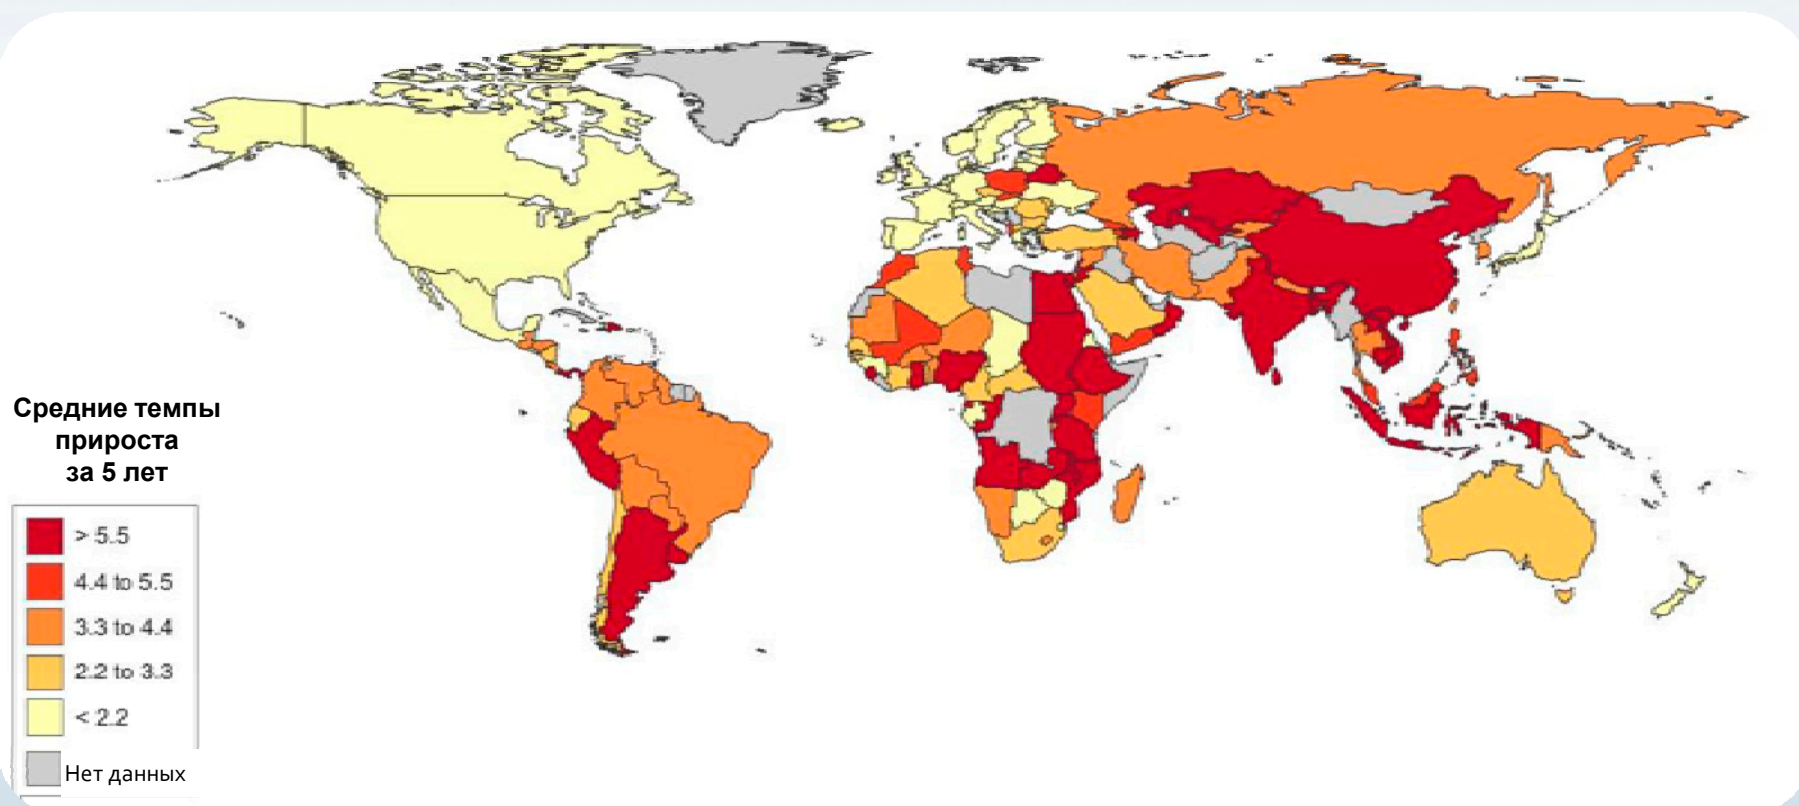 Средние темпы
прироста
за 5 лет
> 5.5
4.4 to 5.5
3.3 to 4.4
2.2 to 3.3
< 2.2
Нет данных